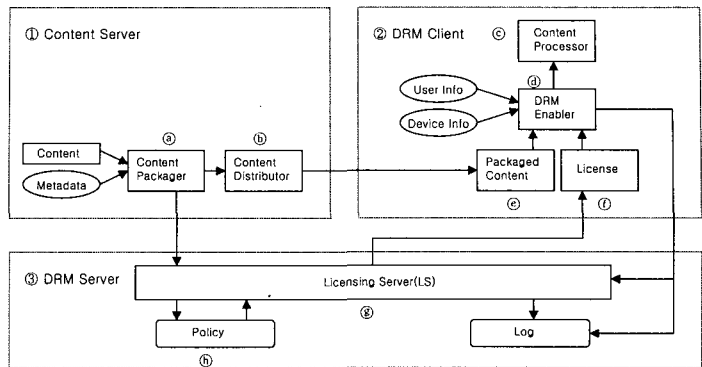 ① Content Server
ⓐ
ⓑ
Content
Metadata
Content
Packager
Content
Distributor
② DRM Client
ⓒ
Content
Processor
ⓓ
User Info
Device Info
DRM
Enabler
Packaged
Content
License
ⓔ
ⓕ
③ DRM Server
Licensing Server(LS)
ⓖ
Policy
Log
ⓗ